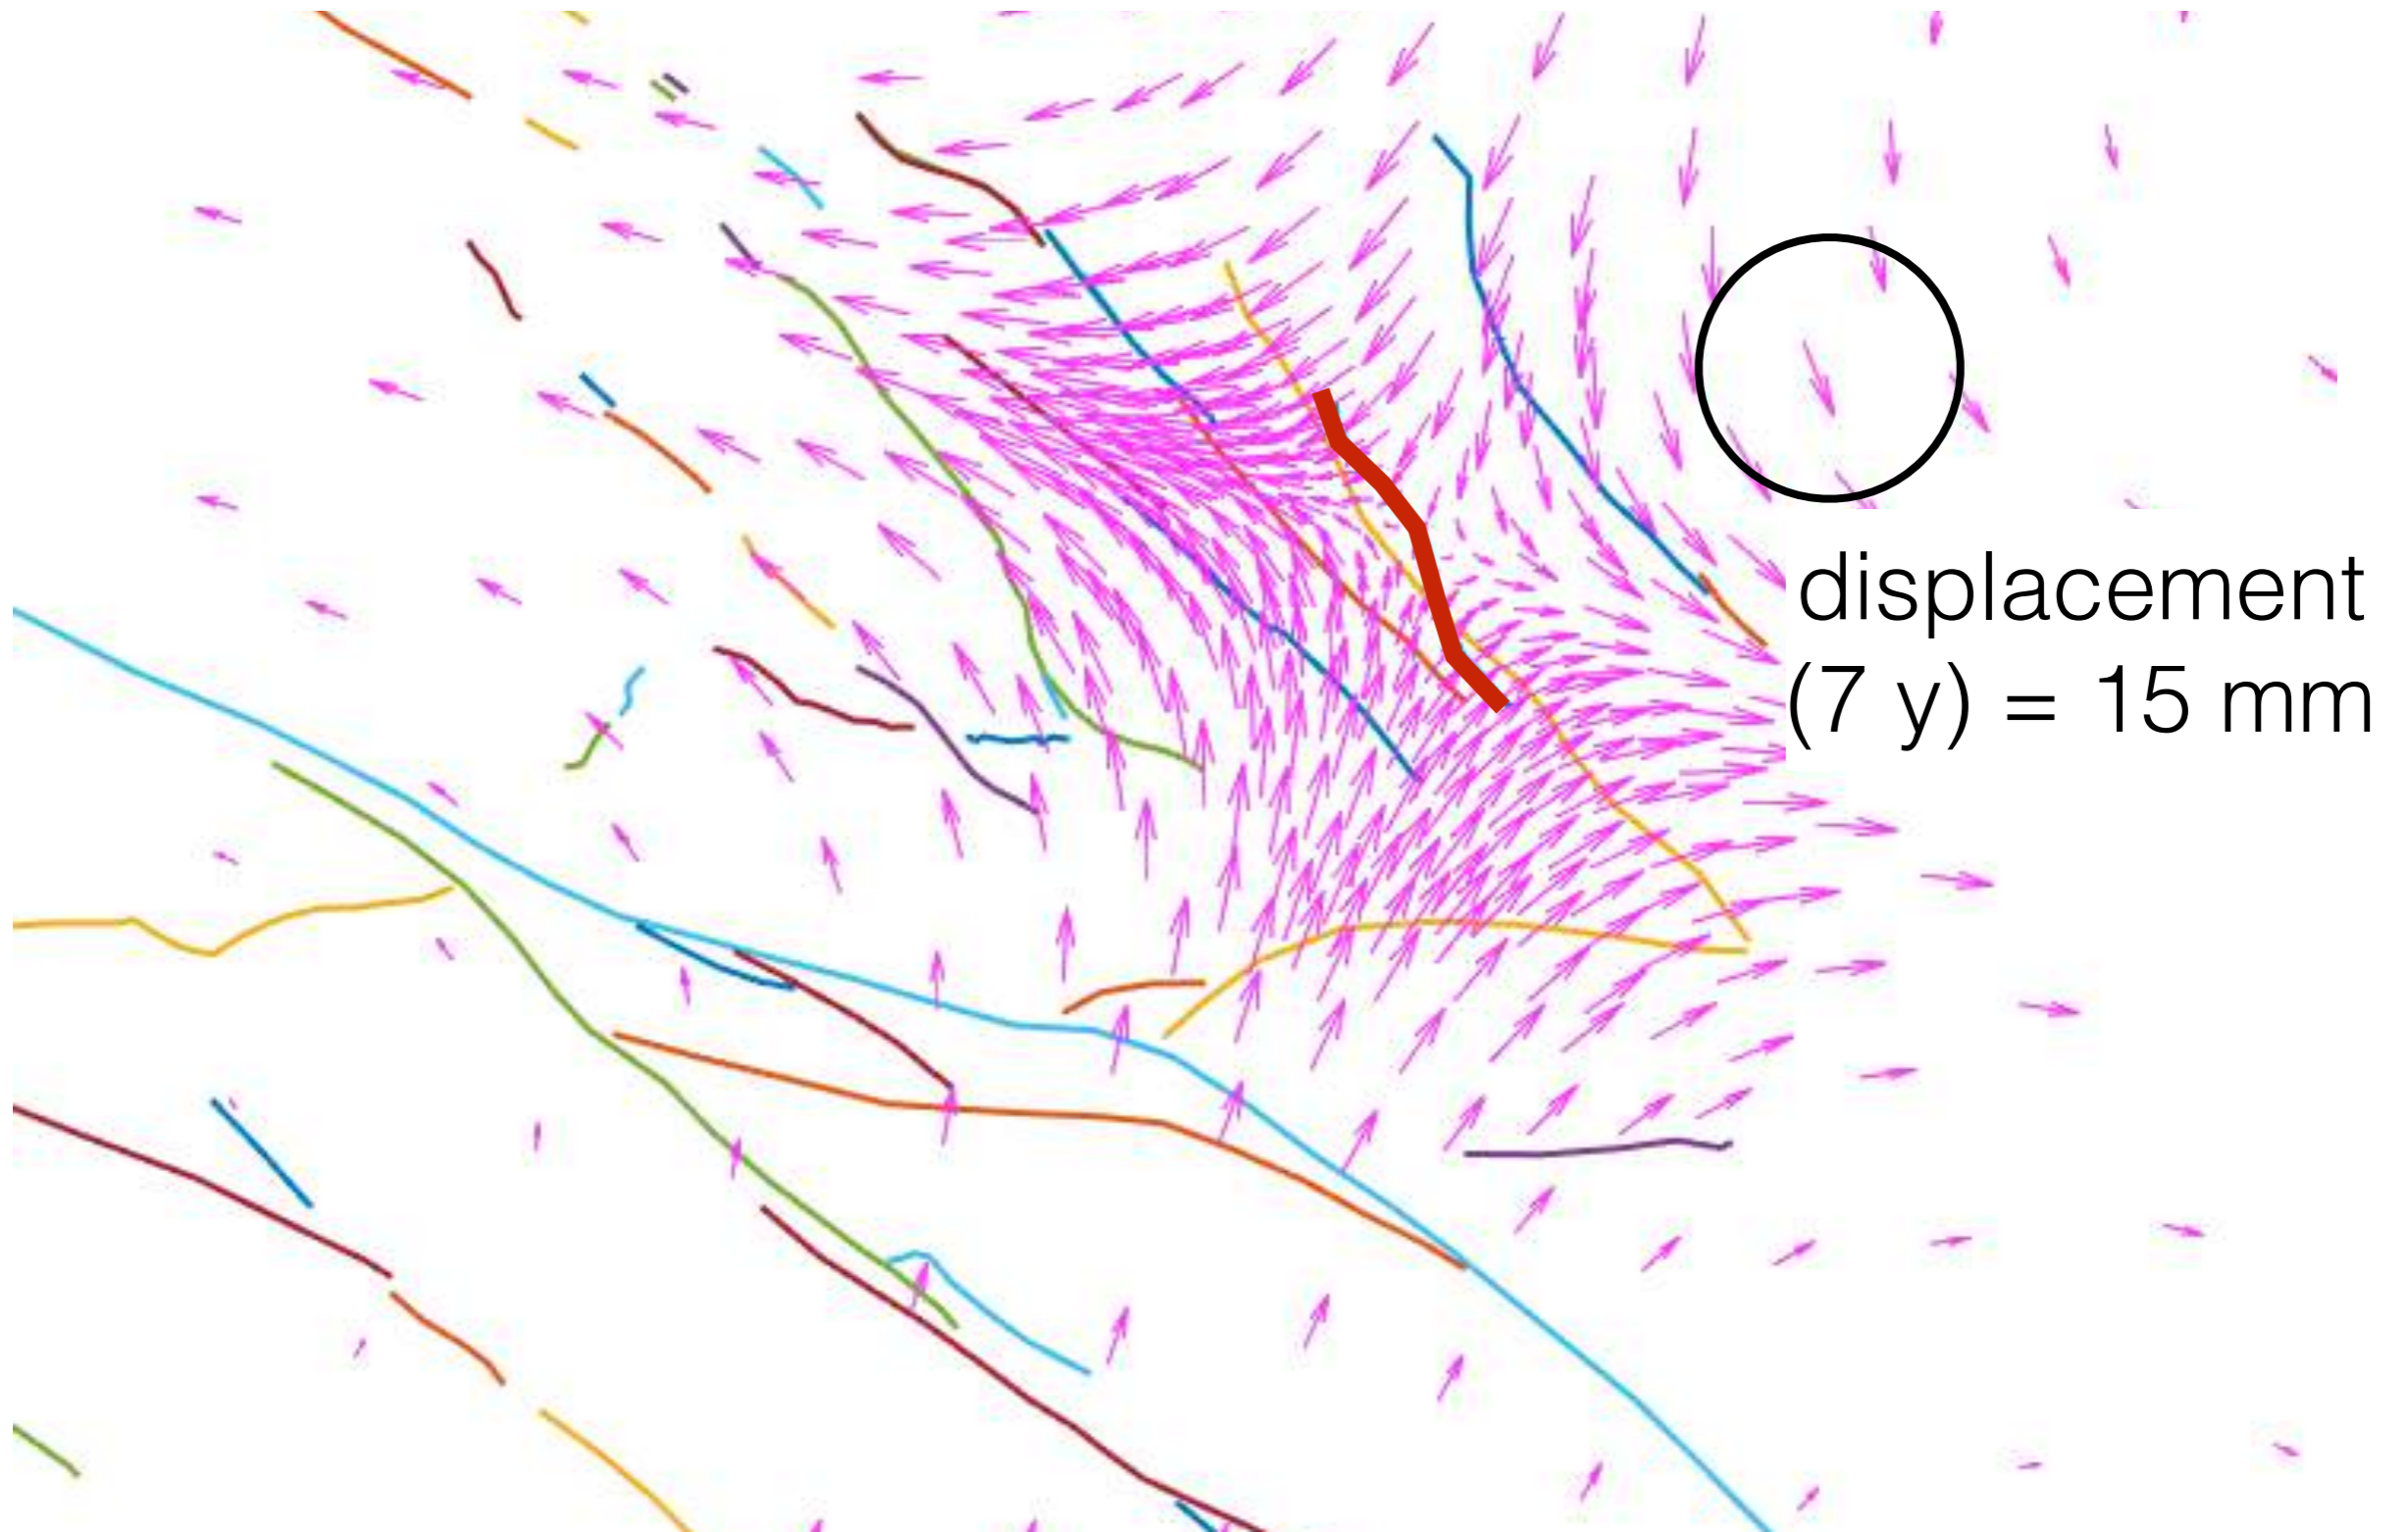 displacement
(7 y) = 15 mm